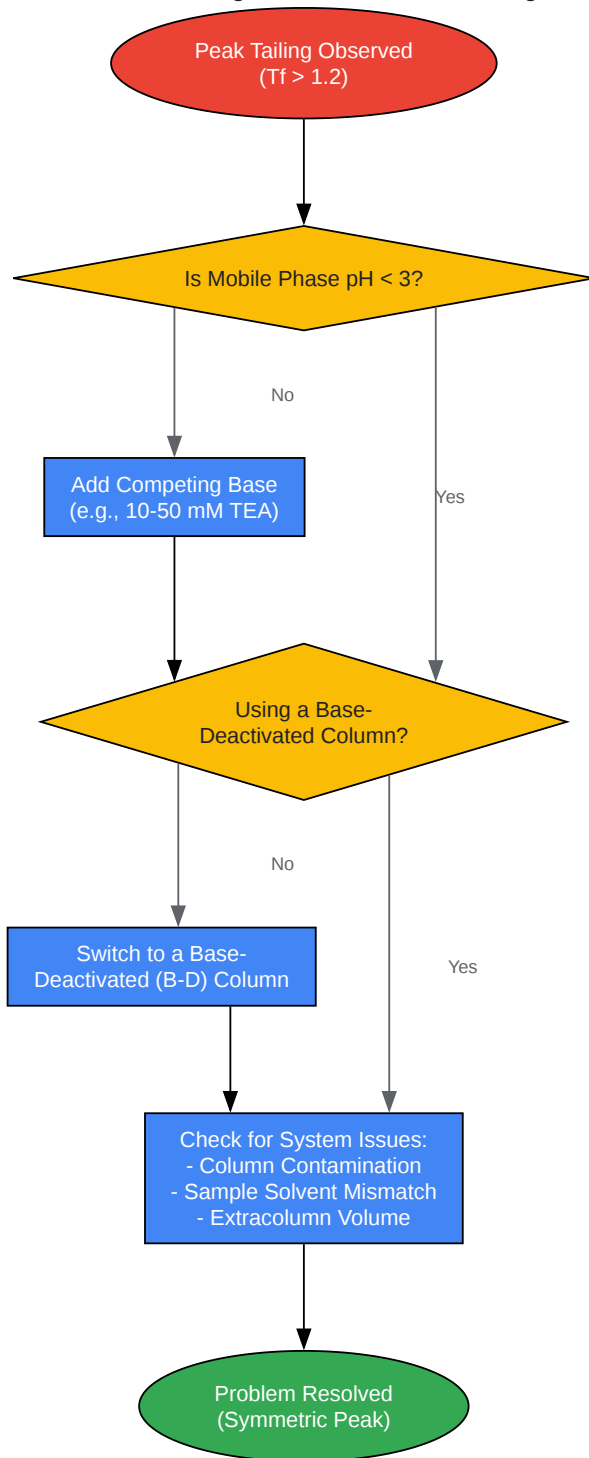 Peak Tailing Observed
(Tf > 1.2)
Is Mobile Phase pH < 3?
No
Add Competing Base
(e.g., 10-50 mM TEA)
Yes
Using a Base-
Deactivated Column?
No
Switch to a Base-
Deactivated (B-D) Column
Yes
Check for System Issues:
- Column Contamination
- Sample Solvent Mismatch
- Extracolumn Volume
Problem Resolved
(Symmetric Peak)